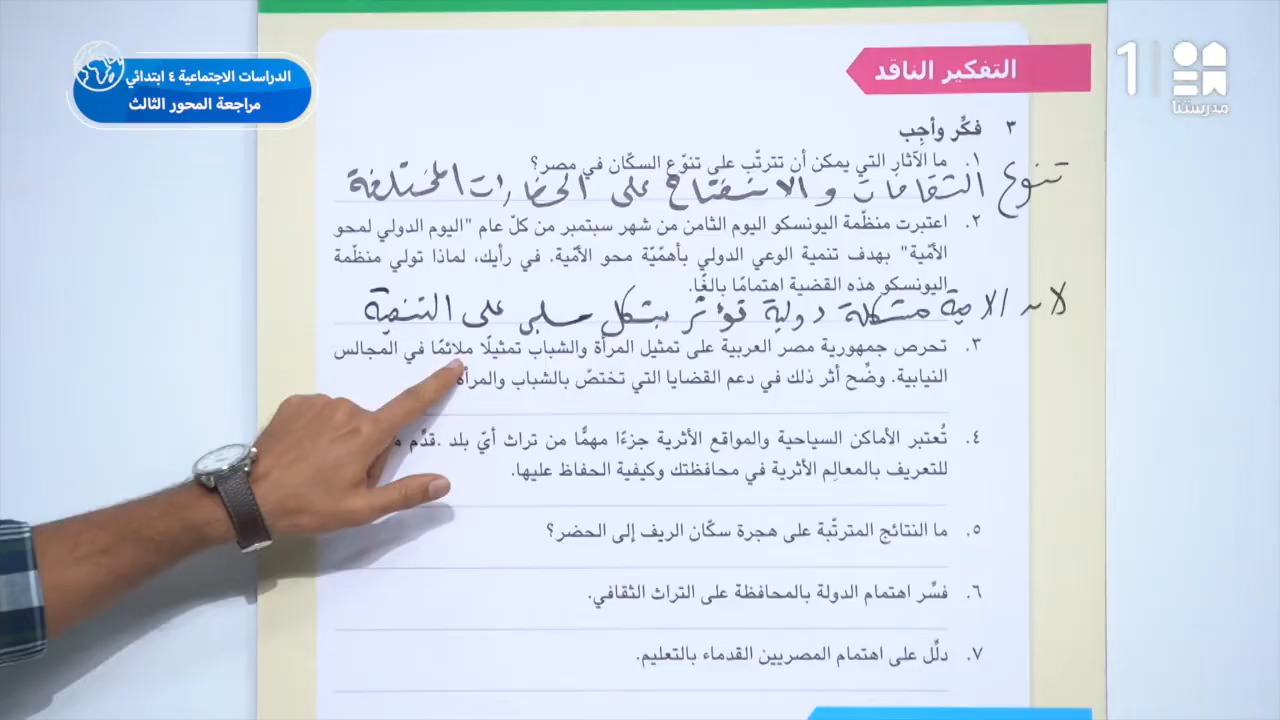 الدراسات الاجتماعية ٤ ابتدائي
مراجعة المحور الثالث
1
مدرستنا
التفكير الناقد
٣ فكِّر وأجِب
١. ما الآثار التي يمكن أن تترتّب على تنوّع السكّان في مصر؟
تنوع الثقافات و الانفتاح على الحضارات المختلفة
٢. اعتبرت منظّمة اليونسكو اليوم الثامن من شهر سبتمبر من كلّ عام "اليوم الدولي لمحو
الأمّية" بهدف تنمية الوعي الدولي بأهمّيّة محو الأمّية. في رأيك، لماذا تولي منظّمة
اليونسكو هذه القضية اهتمامًا بالغًا.
لان الامية مشكلة دولية تؤثر بشكل سلبى على التنمية
٣. تحرص جمهورية مصر العربية على تمثيل المرأة والشباب تمثيلًا ملائمًا في المجالس
النيابية. وضِّح أثر ذلك في دعم القضايا التي تختصّ بالشباب والمرأة
٤. تُعتبر الأماكن السياحية والمواقع الأثرية جزءًا مهمًّا من تراث أيّ بلد .قدِّم
للتعريف بالمعالِم الأثرية في محافظتك وكيفية الحفاظ عليها.
٥. ما النتائج المترتّبة على هجرة سكّان الريف إلى الحضر؟
٦. فسِّر اهتمام الدولة بالمحافظة على التراث الثقافي.
٧. دلِّل على اهتمام المصريين القدماء بالتعليم.